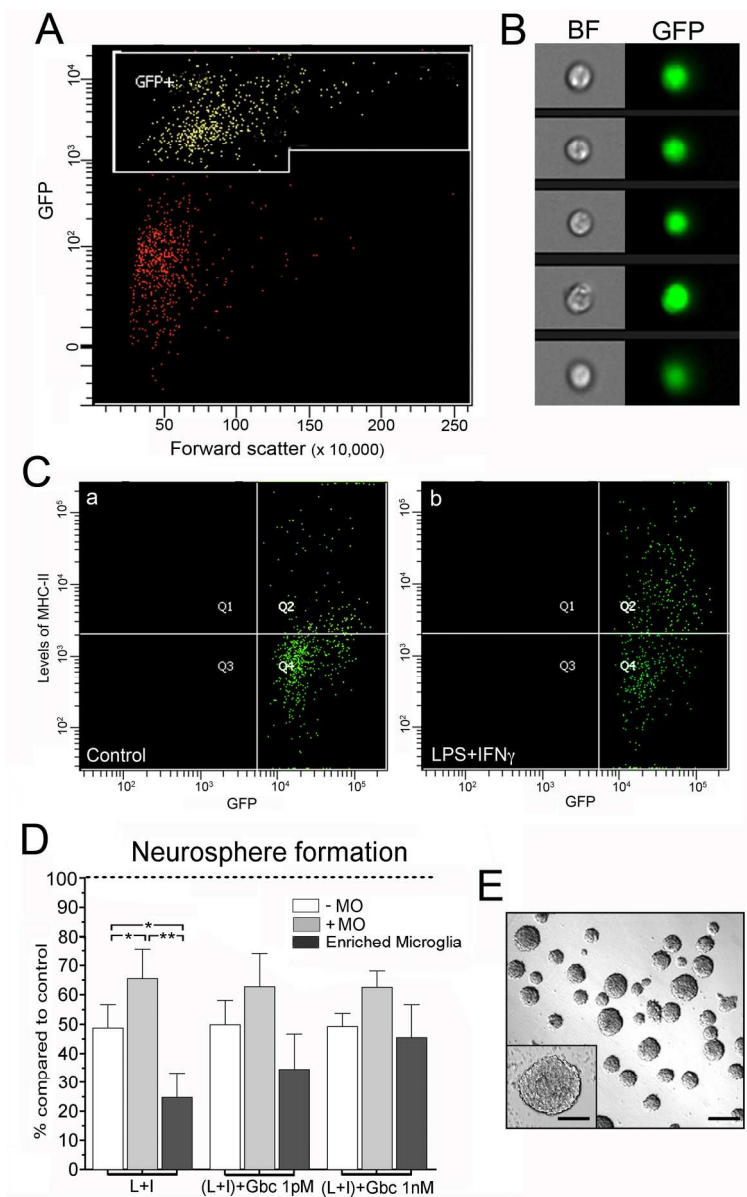 A
GFP+
GFP
10⁴
10³
10²
0
50 100 150 200 250
Forward scatter (x 10,000)
B
BF GFP
C
a
Levels of MHC-II
10⁵
10⁴
10³
10²
Q1 Q2
Q3 Q4
Control
10² 10³ 10⁴ 10⁵
GFP
b
10⁵
10⁴
10³
10²
Q1 Q2
Q3 Q4
LPS+IFNγ
10² 10³ 10⁴ 10⁵
GFP
D
Neurosphere formation
% compared to control
100
90
80
70
60
50
40
30
20
10
0
- MO
+ MO
Enriched Microglia
*
* **
L+I (L+I)+Gbc 1pM (L+I)+Gbc 1nM
E